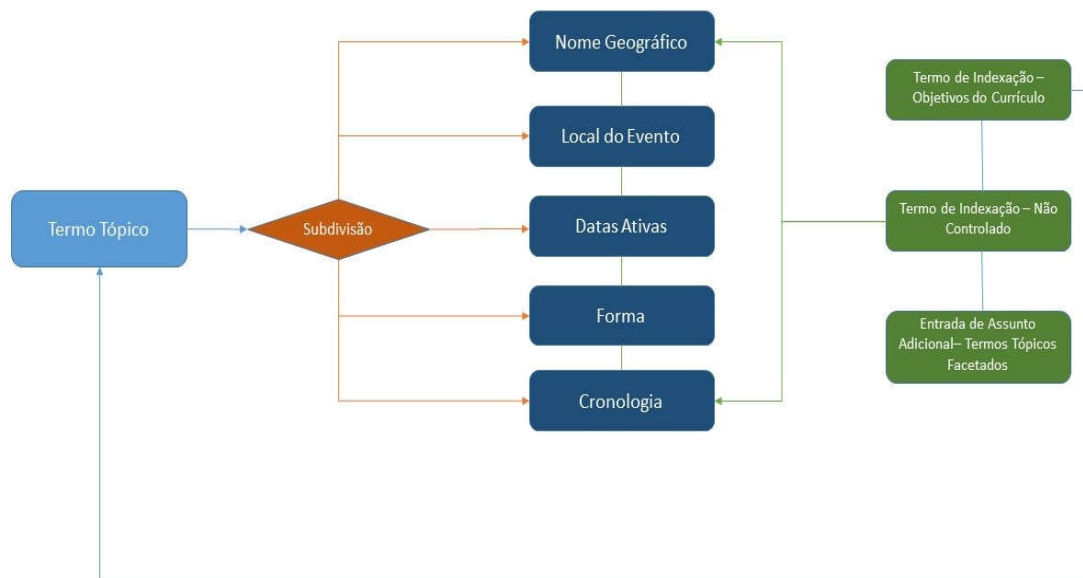 Termo Tópico
Subdivisão
Nome Geográfico
Local do Evento
Datas Ativas
Forma
Cronologia
Termo de Indexação –
Objetivos do Currículo
Termo de Indexação – Não
Controlado
Entrada de Assunto
Adicional– Termos Tópicos
Facetados